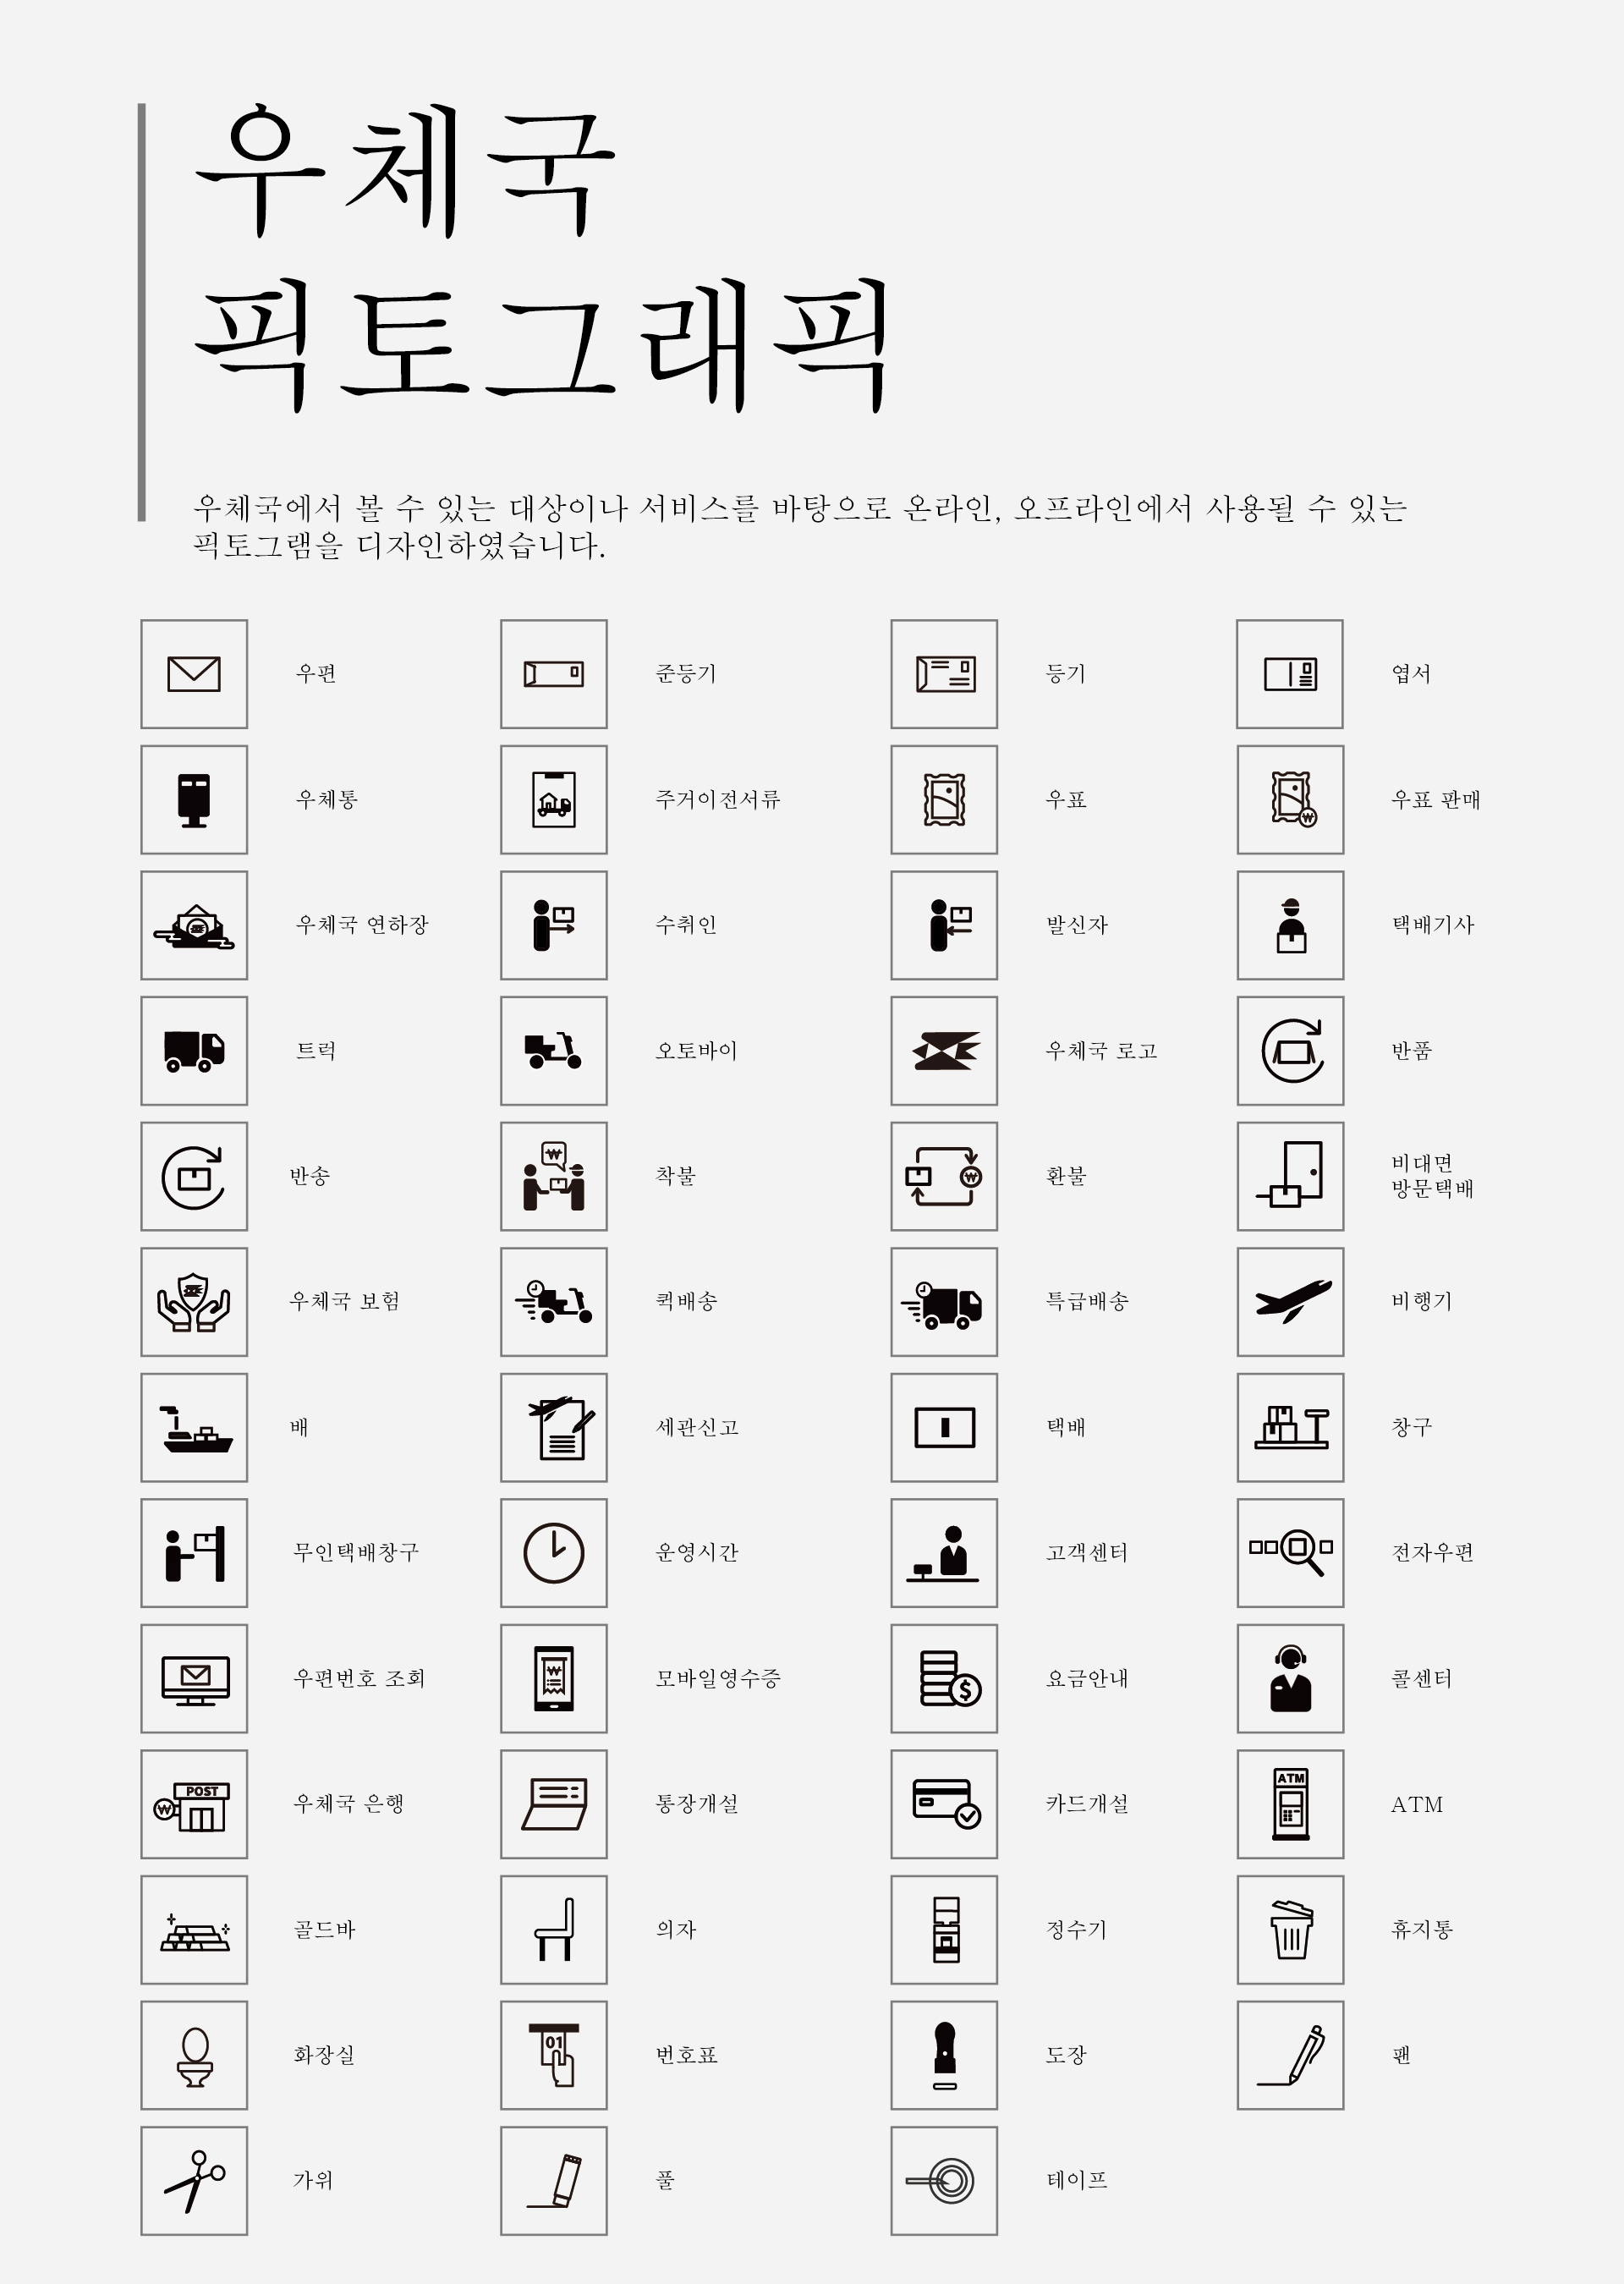 우체국
픽토그래픽
우체국에서 볼 수 있는 대상이나 서비스를 바탕으로 온라인, 오프라인에서 사용될 수 있는
픽토그램을 디자인하였습니다.
우편
준등기
등기
엽서
우체통
주거이전서류
우표
우표 판매
₩
우체국 연하장
수취인
발신자
택배기사
트럭
오토바이
우체국 로고
반품
반송
₩
착불
₩
환불
비대면
방문택배
우체국 보험
퀵배송
특급배송
비행기
배
세관신고
택배
창구
무인택배창구
운영시간
고객센터
전자우편
우편번호 조회
₩
모바일영수증
$
요금안내
콜센터
POST
₩
우체국 은행
통장개설
카드개설
ATM
ATM
골드바
의자
정수기
휴지통
화장실
01
번호표
도장
팬
가위
풀
테이프